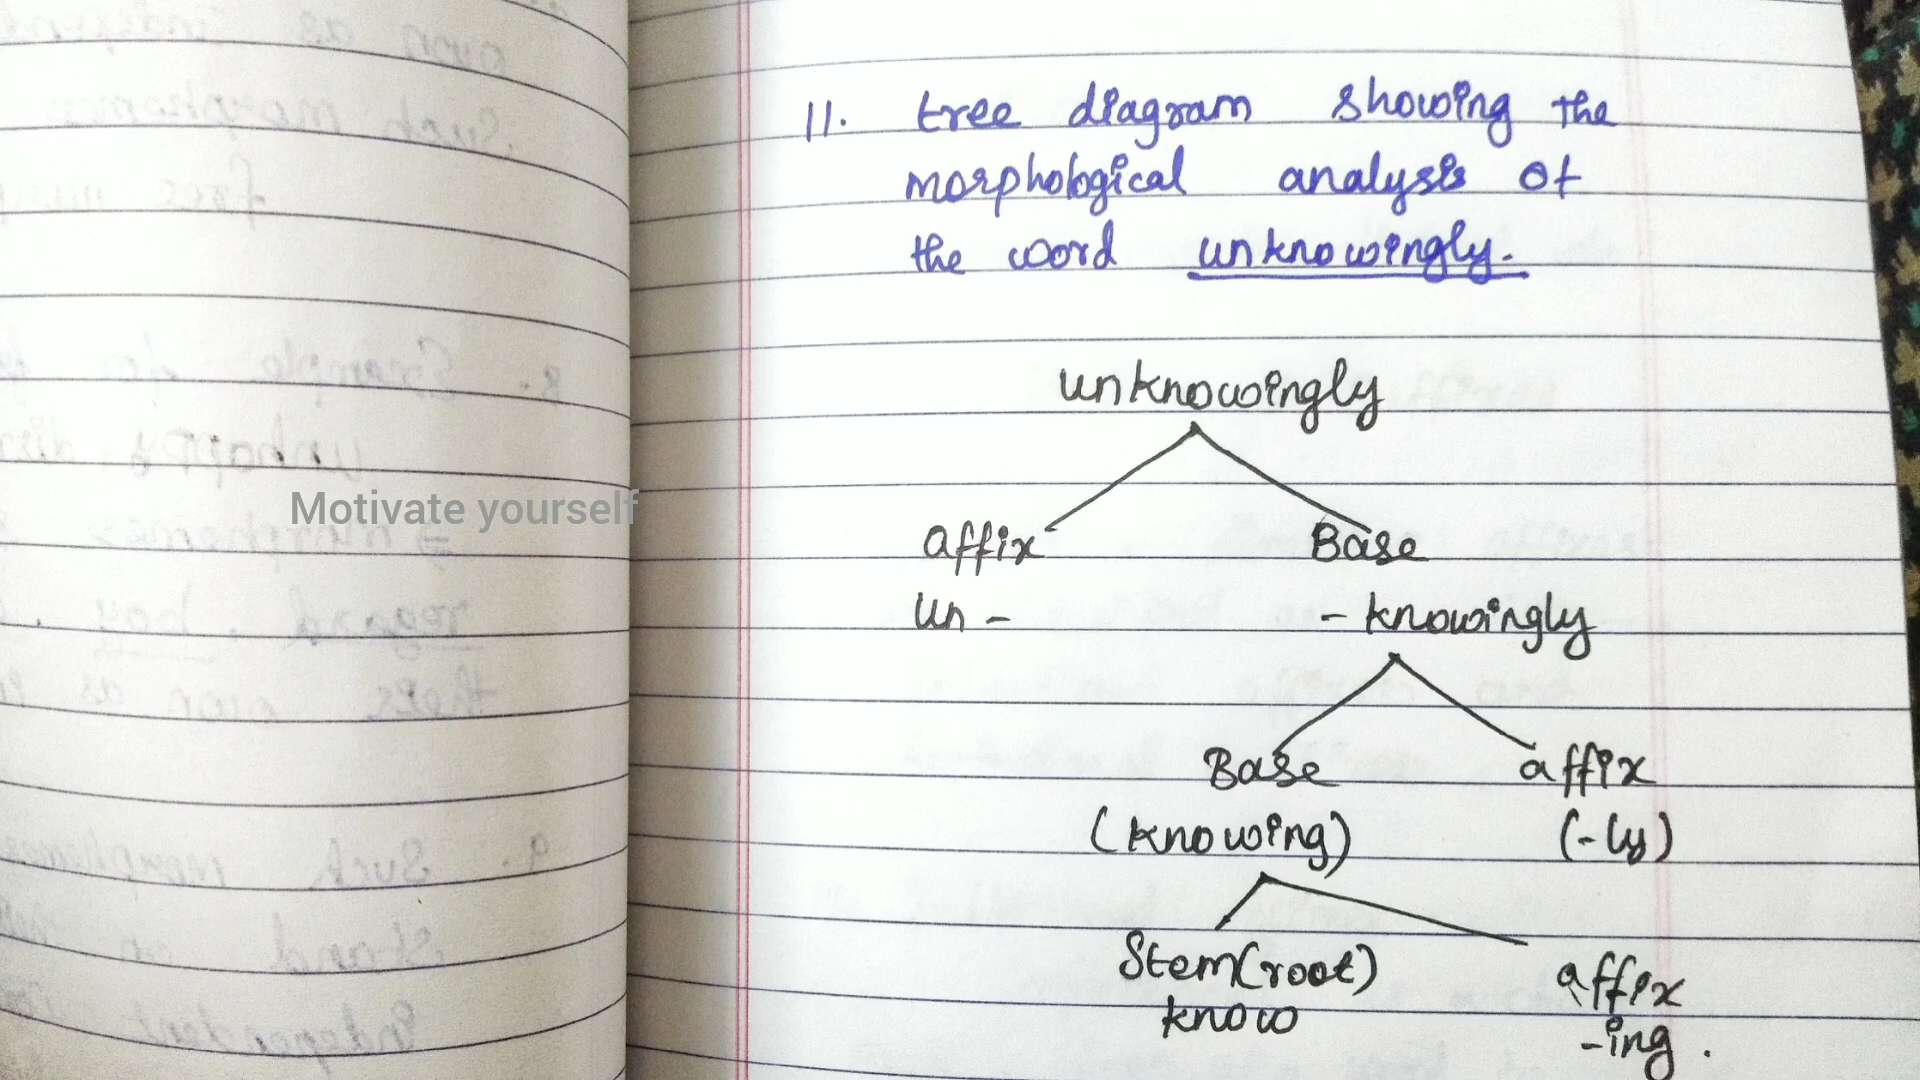 11. tree diagram showing the
morphological analysis of
the word unknowingly.
unknowingly
affix Base
un - - knowingly
Base affix
(knowing) (-ly)
Stem(root) affix
know -ing.
Motivate yourself